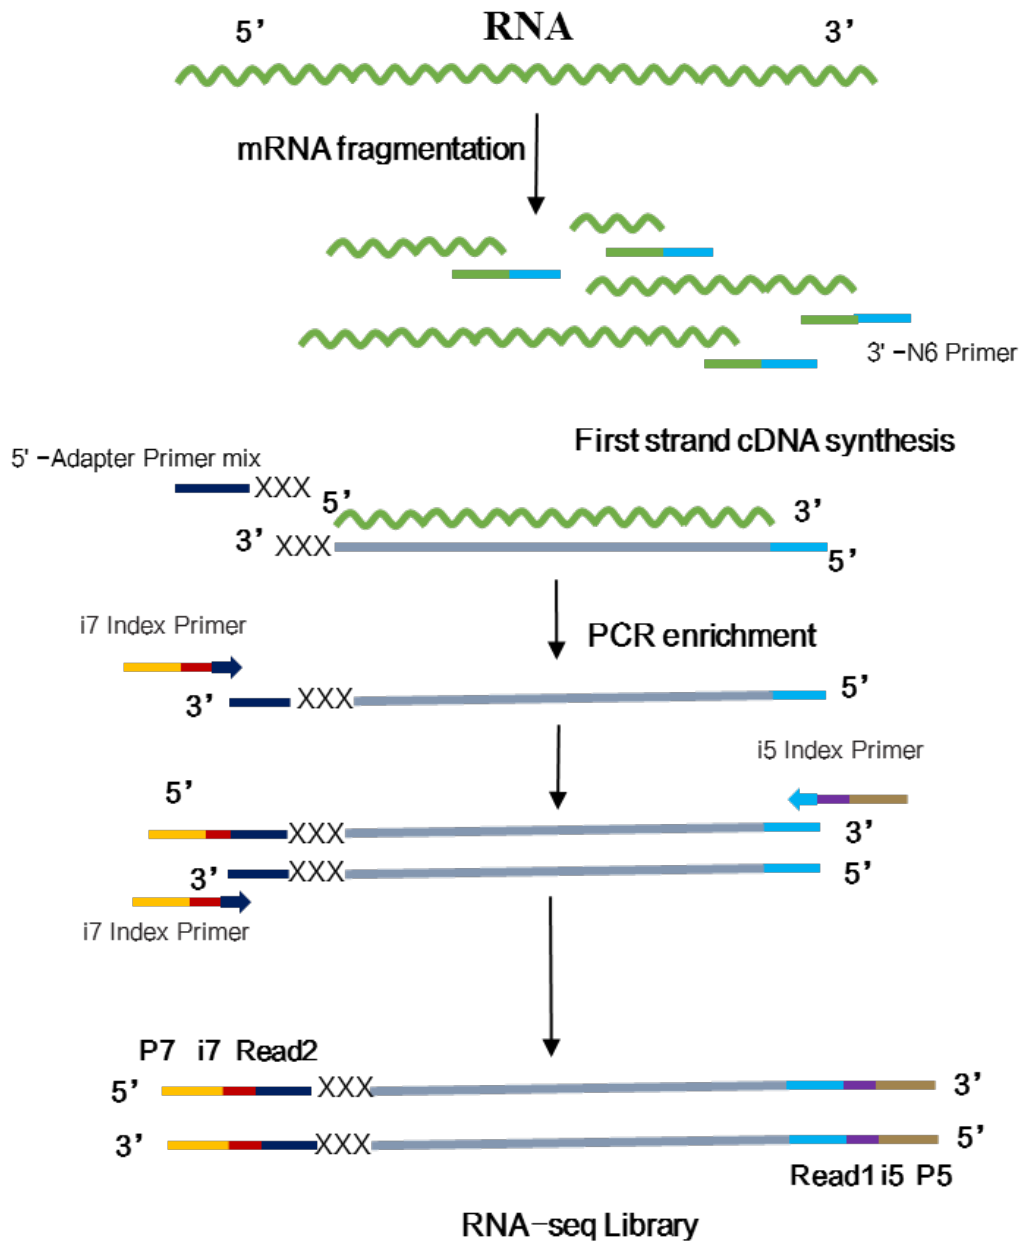 5’ RNA 3’
mRNA fragmentation
3' -N6 Primer
First strand cDNA synthesis
5' -Adapter Primer mix
XXX
5’ 3’
3’ XXX 5’
i7 Index Primer
PCR enrichment
3’ XXX 5’
i5 Index Primer
5’
XXX 3’
3’ XXX 5’
i7 Index Primer
P7 i7 Read2
5’ XXX 3’
3’ XXX 5’
Read1 i5 P5
RNA-seq Library